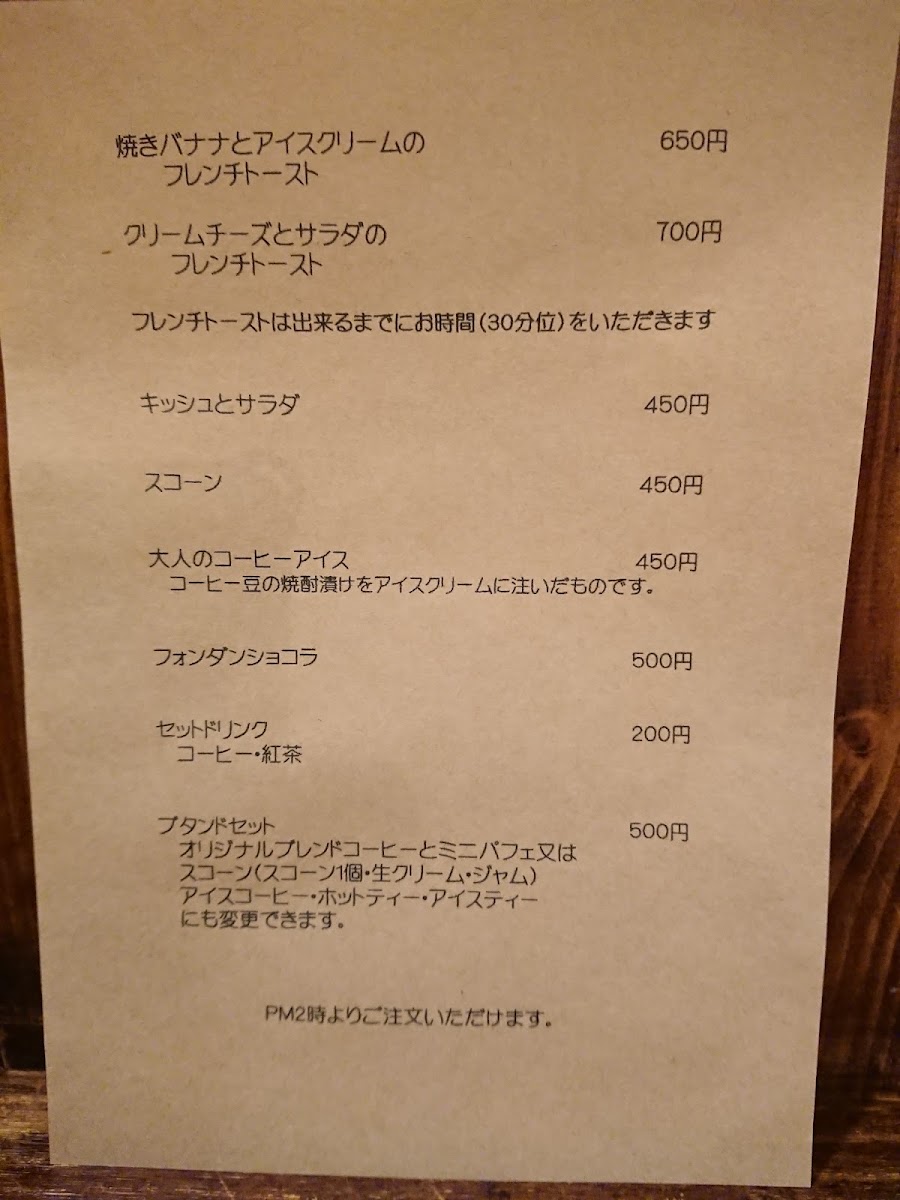 焼きバナナとアイスクリームの 650円
フレンチトースト
クリームチーズとサラダの 700円
フレンチトースト
フレンチトーストは出来るまでにお時間(30分位)をいただきます
キッシュとサラダ 450円
スコーン 450円
大人のコーヒーアイス 450円
コーヒー豆の焼酎漬けをアイスクリームに注いだものです。
フォンダンショコラ 500円
セットドリンク 200円
コーヒー・紅茶
プタンドセット 500円
オリジナルブレンドコーヒーとミニパフェ又は
スコーン(スコーン1個・生クリーム・ジャム)
アイスコーヒー・ホットティー・アイスティー
にも変更できます。
PM2時よりご注文いただけます。